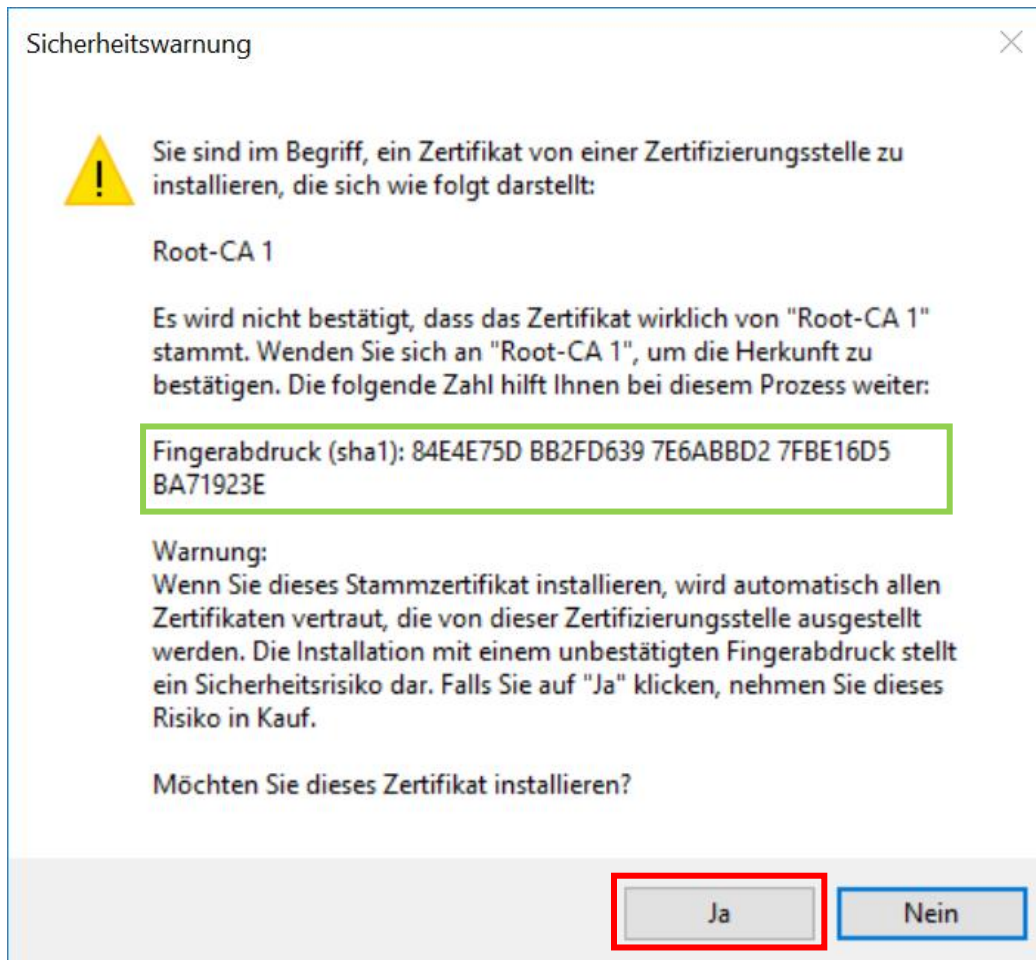 Sicherheitswarnung
Sie sind im Begriff, ein Zertifikat von einer Zertifizierungsstelle zu
installieren, die sich wie folgt darstellt:
Root-CA 1
Es wird nicht bestätigt, dass das Zertifikat wirklich von "Root-CA 1"
stammt. Wenden Sie sich an "Root-CA 1", um die Herkunft zu
bestätigen. Die folgende Zahl hilft Ihnen bei diesem Prozess weiter:
Fingerabdruck (sha1): 84E4E75D BB2FD639 7E6ABBD2 7FBE16D5
BA71923E
Warnung:
Wenn Sie dieses Stammzertifikat installieren, wird automatisch allen
Zertifikaten vertraut, die von dieser Zertifizierungsstelle ausgestellt
werden. Die Installation mit einem unbestätigten Fingerabdruck stellt
ein Sicherheitsrisiko dar. Falls Sie auf "Ja" klicken, nehmen Sie dieses
Risiko in Kauf.
Möchten Sie dieses Zertifikat installieren?
Ja
Nein